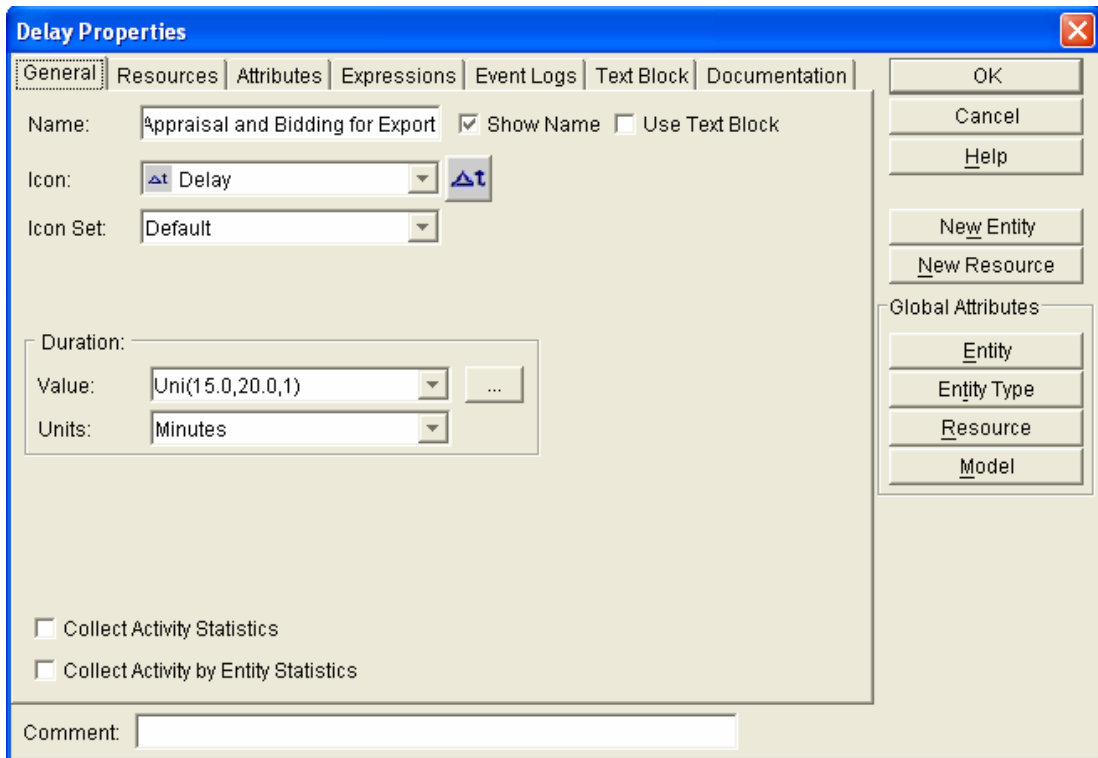 Delay Properties
General Resources Attributes Expressions Event Logs Text Block Documentation
Name: Appraisal and Bidding for Export Show Name Use Text Block
Icon: Δt Delay Δt
Icon Set: Default
Duration:
Value: Uni(15.0,20.0,1) ...
Units: Minutes
Collect Activity Statistics
Collect Activity by Entity Statistics
Comment:
OK
Cancel
Help
New Entity
New Resource
Global Attributes
Entity
Entity Type
Resource
Model